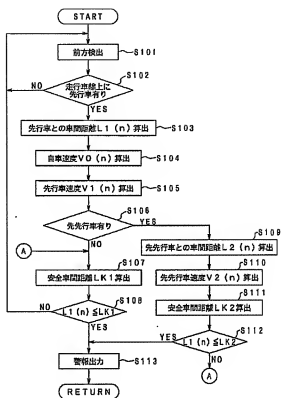 START
前方検出
S101
走行車線上に
先行車有り
S102
NO
YES
先行車との車間距離L1(n)算出
S103
自車速度V0(n)算出
S104
先行車速度V1(n)算出
S105
先先行車有り
S106
YES
NO
A
先先行車との車間距離L2(n)算出
S109
先先行車速度V2(n)算出
S110
安全車間距離LK1算出
S107
安全車間距離LK2算出
S111
L1(n)≦LK1
S108
NO
YES
L1(n)≦LK2
S112
YES
NO
A
警報出力
S113
RETURN